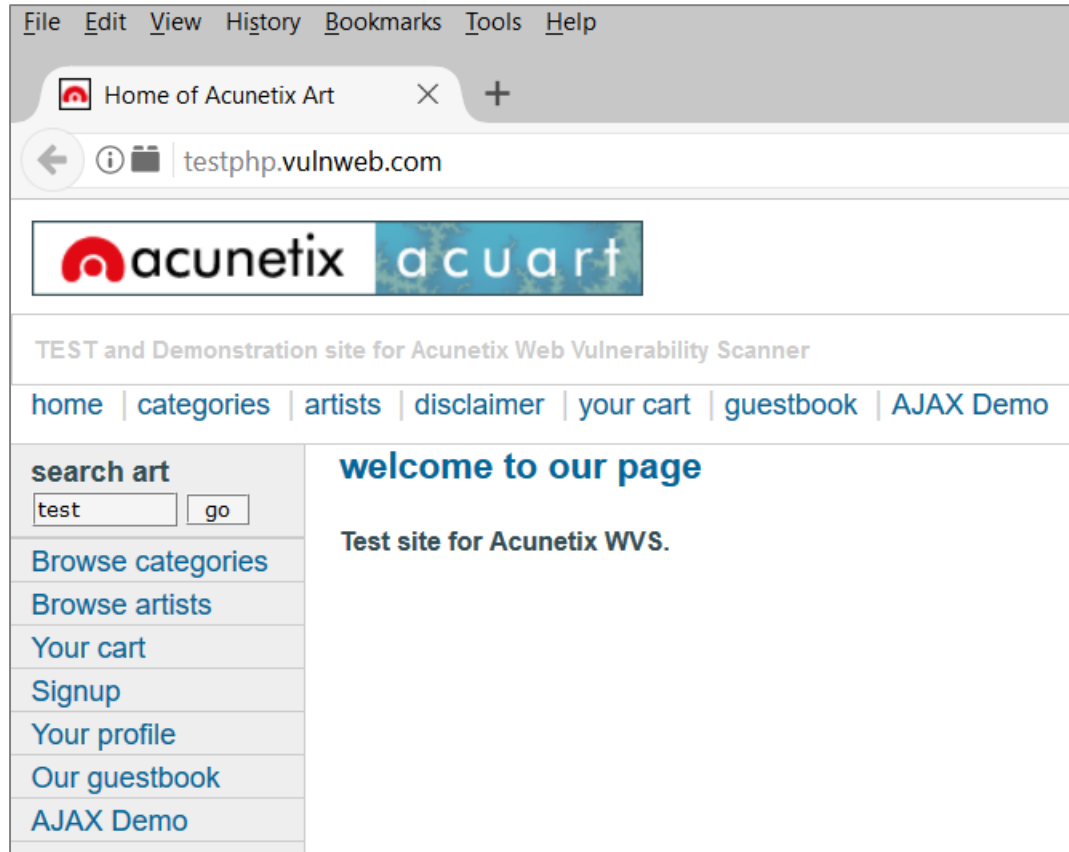 File Edit View History Bookmarks Tools Help
Home of Acunetix Art
testphp.vulnweb.com
acunetix acuart
TEST and Demonstration site for Acunetix Web Vulnerability Scanner
home | categories | artists | disclaimer | your cart | guestbook | AJAX Demo
search art
test go
Browse categories
Browse artists
Your cart
Signup
Your profile
Our guestbook
AJAX Demo
welcome to our page
Test site for Acunetix WVS.